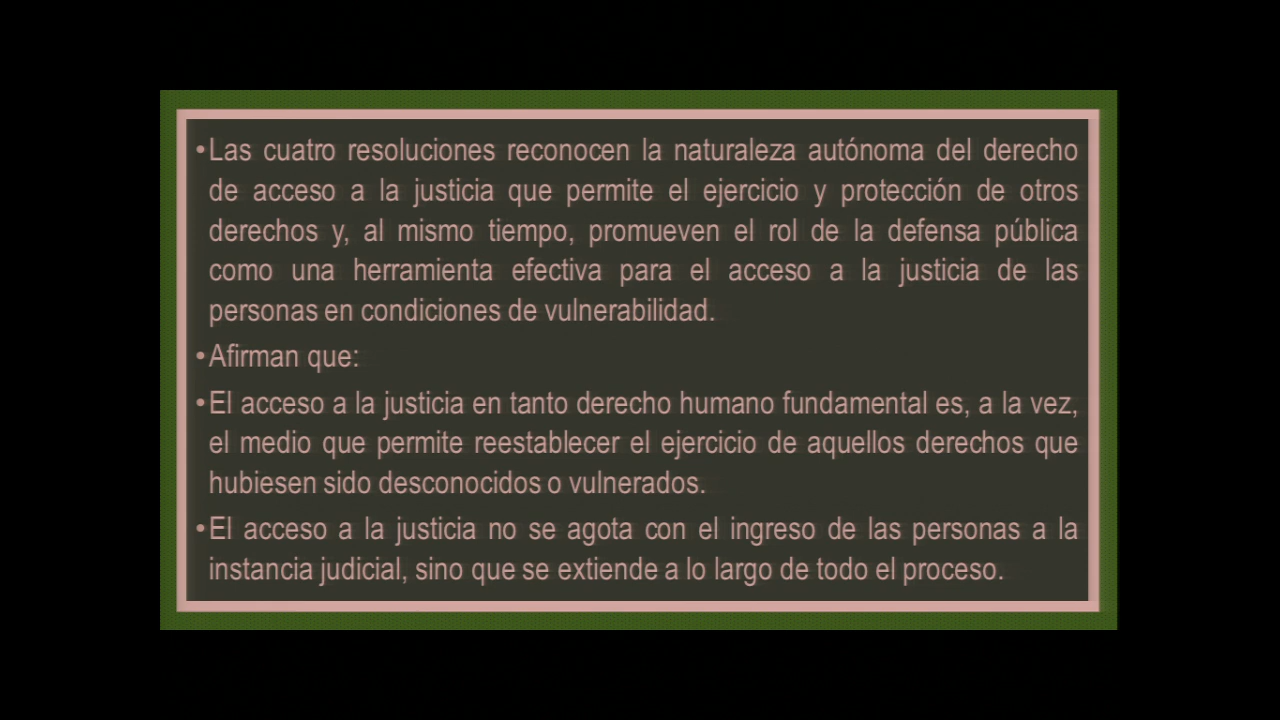 •Las cuatro resoluciones reconocen la naturaleza autónoma del derecho
de acceso a la justicia que permite el ejercicio y protección de otros
derechos y, al mismo tiempo, promueven el rol de la defensa pública
como una herramienta efectiva para el acceso a la justicia de las
personas en condiciones de vulnerabilidad.
•Afirman que:
•El acceso a la justicia en tanto derecho humano fundamental es, a la vez,
el medio que permite reestablecer el ejercicio de aquellos derechos que
hubiesen sido desconocidos o vulnerados.
•El acceso a la justicia no se agota con el ingreso de las personas a la
instancia judicial, sino que se extiende a lo largo de todo el proceso.